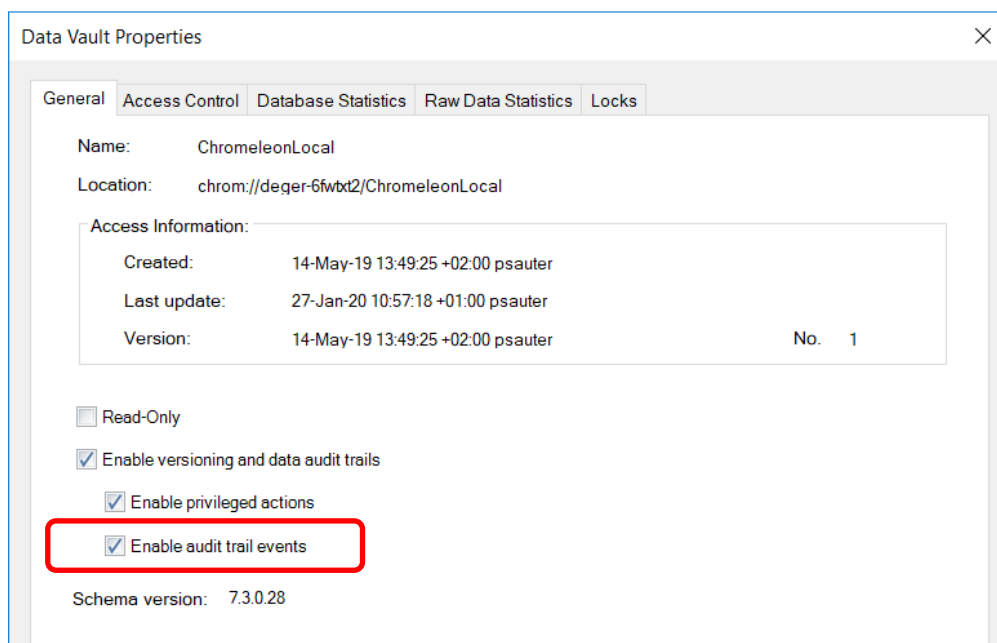 Data Vault Properties
General Access Control Database Statistics Raw Data Statistics Locks
Name: ChromeleonLocal
Location: chrom://deger-6fwtxt2/ChromeleonLocal
Access Information:
Created: 14-May-19 13:49:25 +02:00 psauter
Last update: 27-Jan-20 10:57:18 +01:00 psauter
Version: 14-May-19 13:49:25 +02:00 psauter No. 1
Read-Only
Enable versioning and data audit trails
Enable privileged actions
Enable audit trail events
Schema version: 7.3.0.28